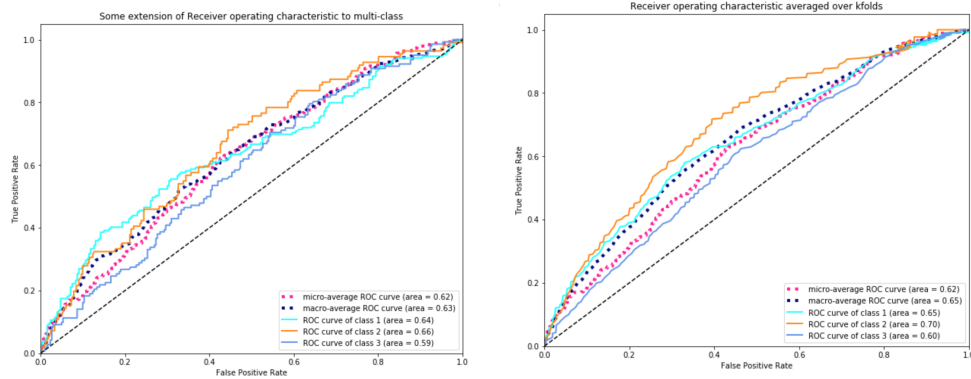 Some extension of Receiver operating characteristic to multi-class
1.0
0.8
0.6
0.4
0.2
0.0
True Positive Rate
0.0 0.2 0.4 0.6 0.8 1.0
False Positive Rate
micro-average ROC curve (area = 0.62)
macro-average ROC curve (area = 0.63)
ROC curve of class 1 (area = 0.64)
ROC curve of class 2 (area = 0.66)
ROC curve of class 3 (area = 0.59)
Receiver operating characteristic averaged over kfolds
1.0
0.8
0.6
0.4
0.2
0.0
True Positive Rate
0.0 0.2 0.4 0.6 0.8 1.0
False Positive Rate
micro-average ROC curve (area = 0.62)
macro-average ROC curve (area = 0.65)
ROC curve of class 1 (area = 0.65)
ROC curve of class 2 (area = 0.70)
ROC curve of class 3 (area = 0.60)